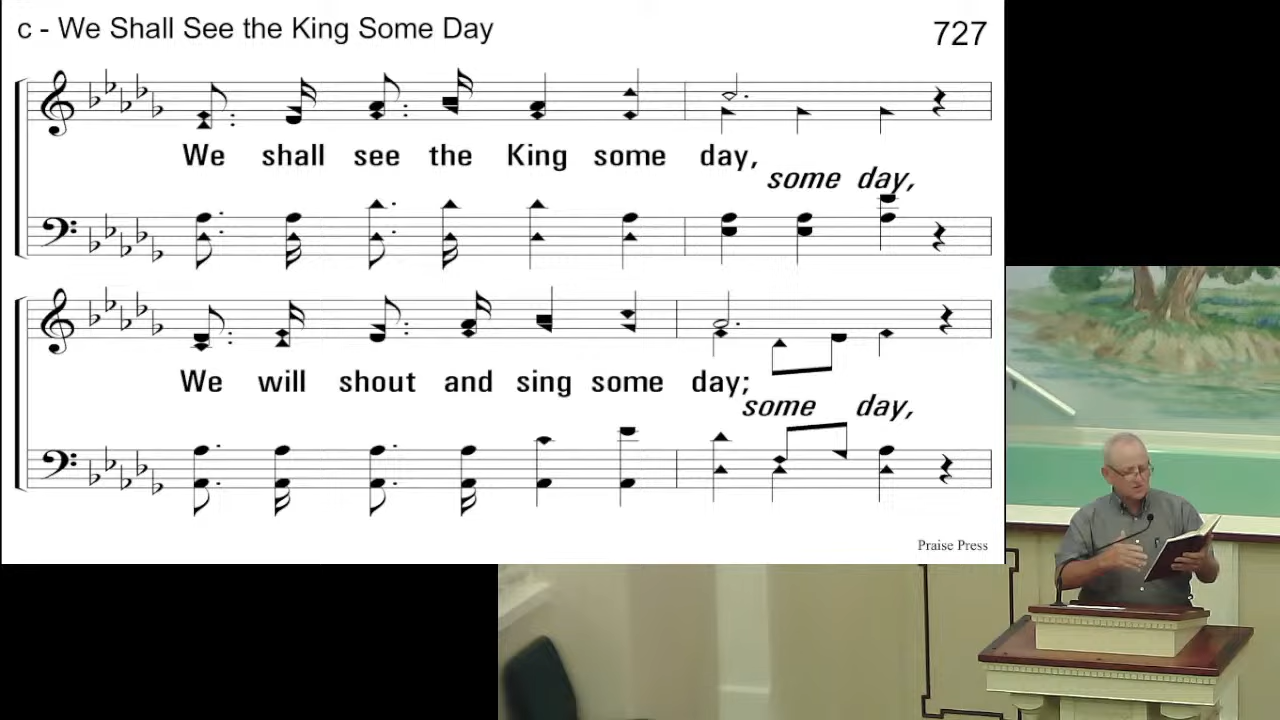 c - We Shall See the King Some Day
727
We shall see the King some day,
some day,
We will shout and sing some day;
some day,
Praise Press